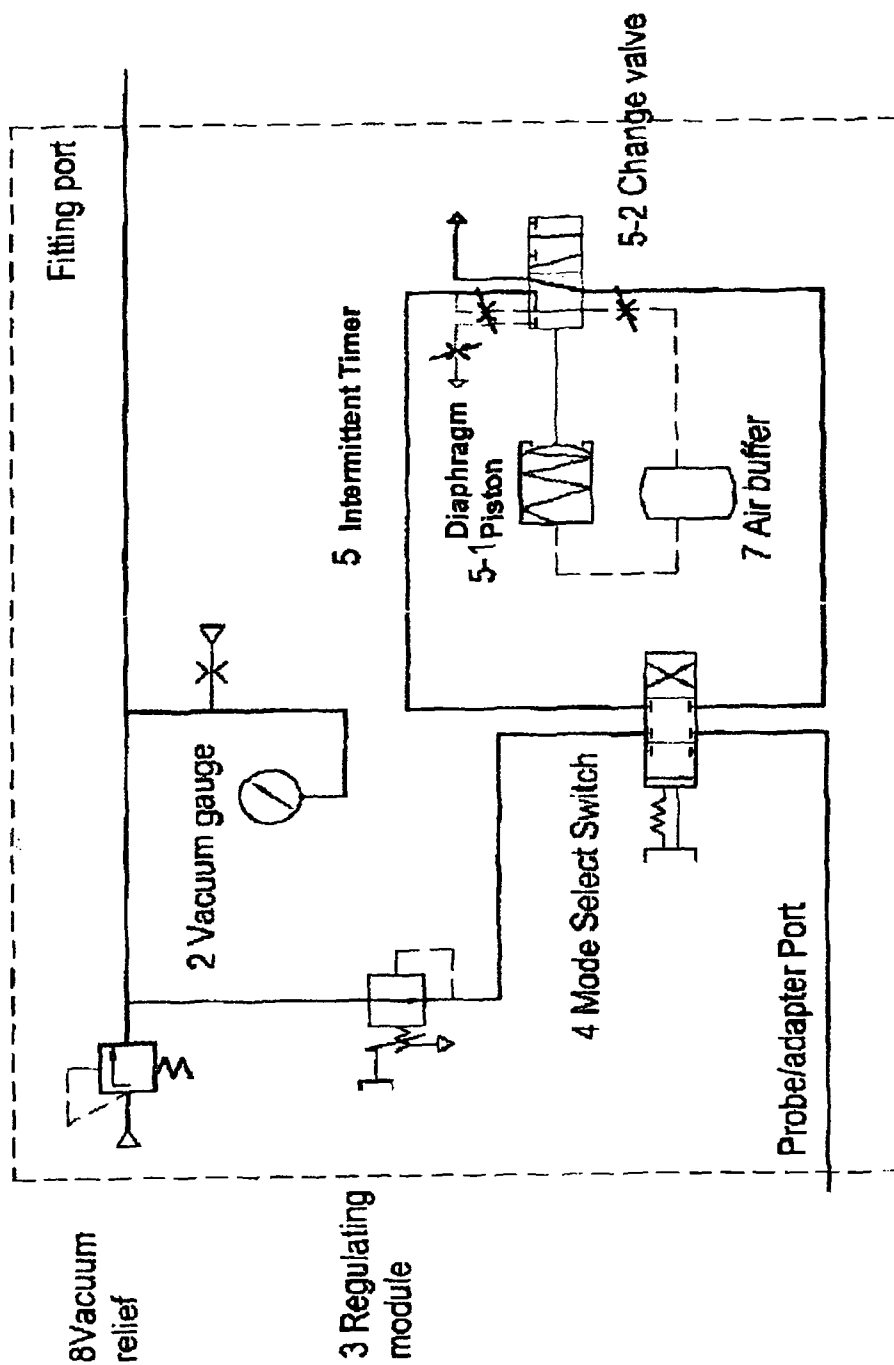 8Vacuum
relief
3 Regulating
module
Fitting port
2 Vacuum gauge
5 Intermittent Timer
Diaphragm
5-1 Piston
5-2 Change valve
7 Air buffer
4 Mode Select Switch
Probe/adapter Port